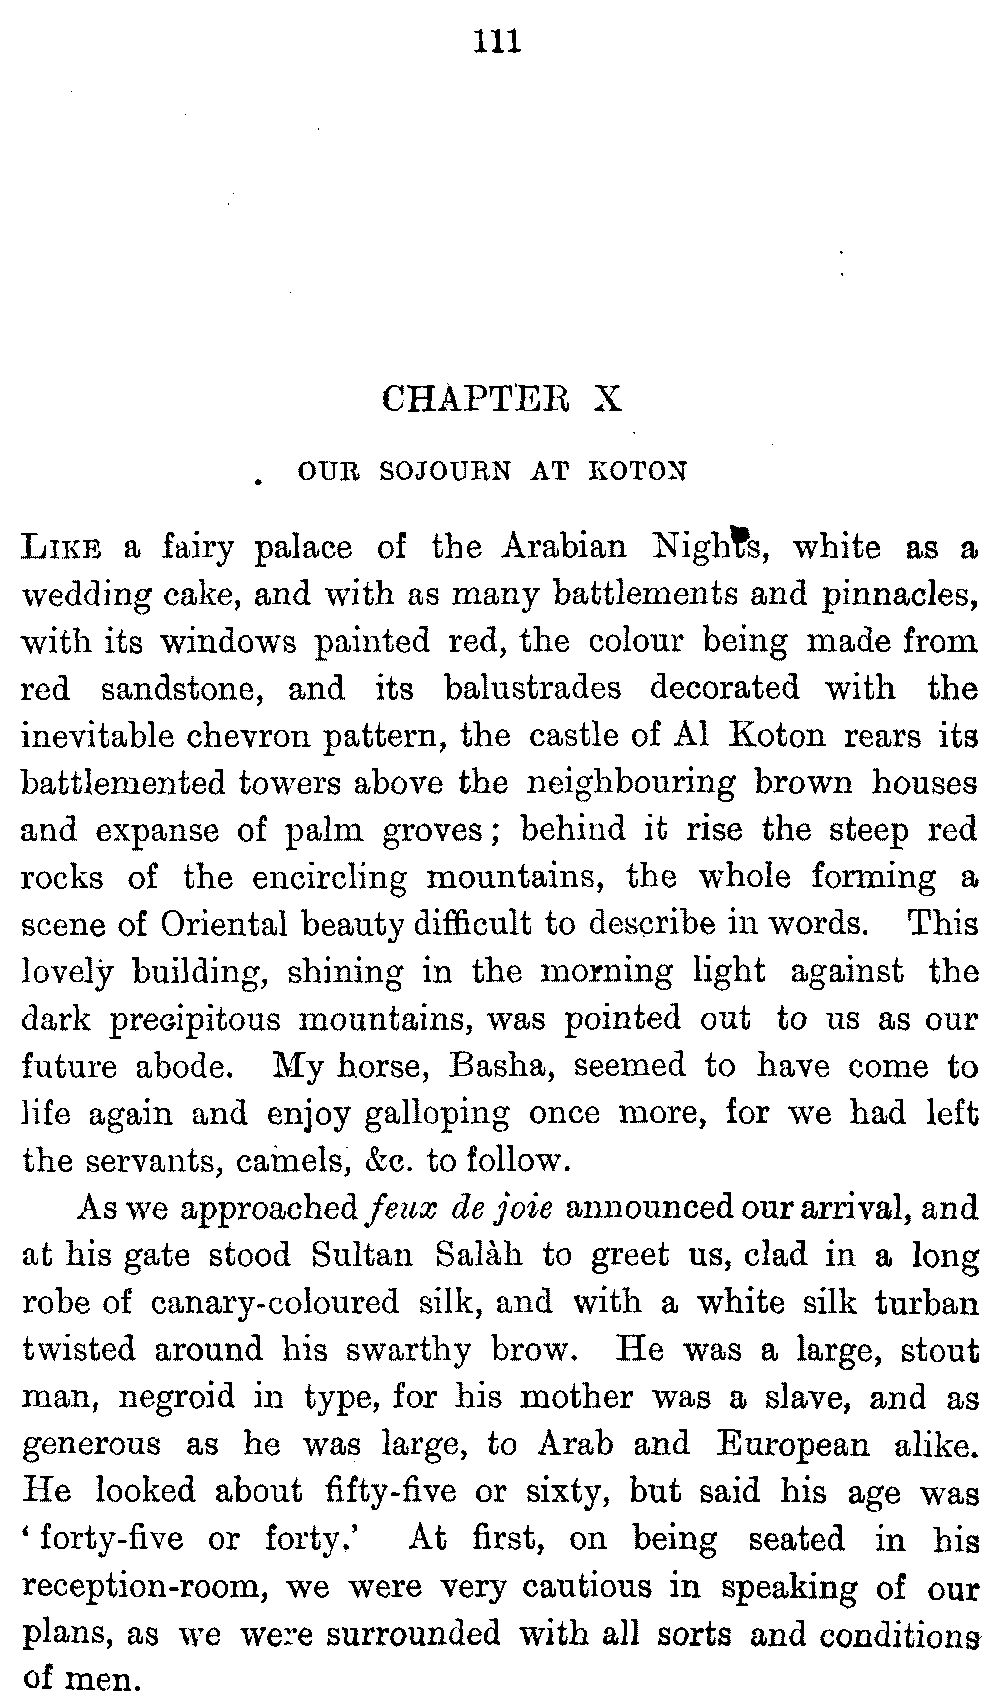 111
CHAPTER X
OUR SOJOURN AT KOTON
LIKE a fairy palace of the Arabian Nights, white as a
wedding cake, and with as many battlements and pinnacles,
with its windows painted red, the colour being made from
red sandstone, and its balustrades decorated with the
inevitable chevron pattern, the castle of Al Koton rears its
battlemented towers above the neighbouring brown houses
and expanse of palm groves; behind it rise the steep red
rocks of the encircling mountains, the whole forming a
scene of Oriental beauty difficult to describe in words. This
lovely building, shining in the morning light against the
dark precipitous mountains, was pointed out to us as our
future abode. My horse, Basha, seemed to have come to
life again and enjoy galloping once more, for we had left
the servants, camels, &c. to follow.
As we approached feux de joie announced our arrival, and
at his gate stood Sultan Salàh to greet us, clad in a long
robe of canary-coloured silk, and with a white silk turban
twisted around his swarthy brow. He was a large, stout
man, negroid in type, for his mother was a slave, and as
generous as he was large, to Arab and European alike.
He looked about fifty-five or sixty, but said his age was
‘forty-five or forty.’ At first, on being seated in his
reception-room, we were very cautious in speaking of our
plans, as we were surrounded with all sorts and conditions
of men.